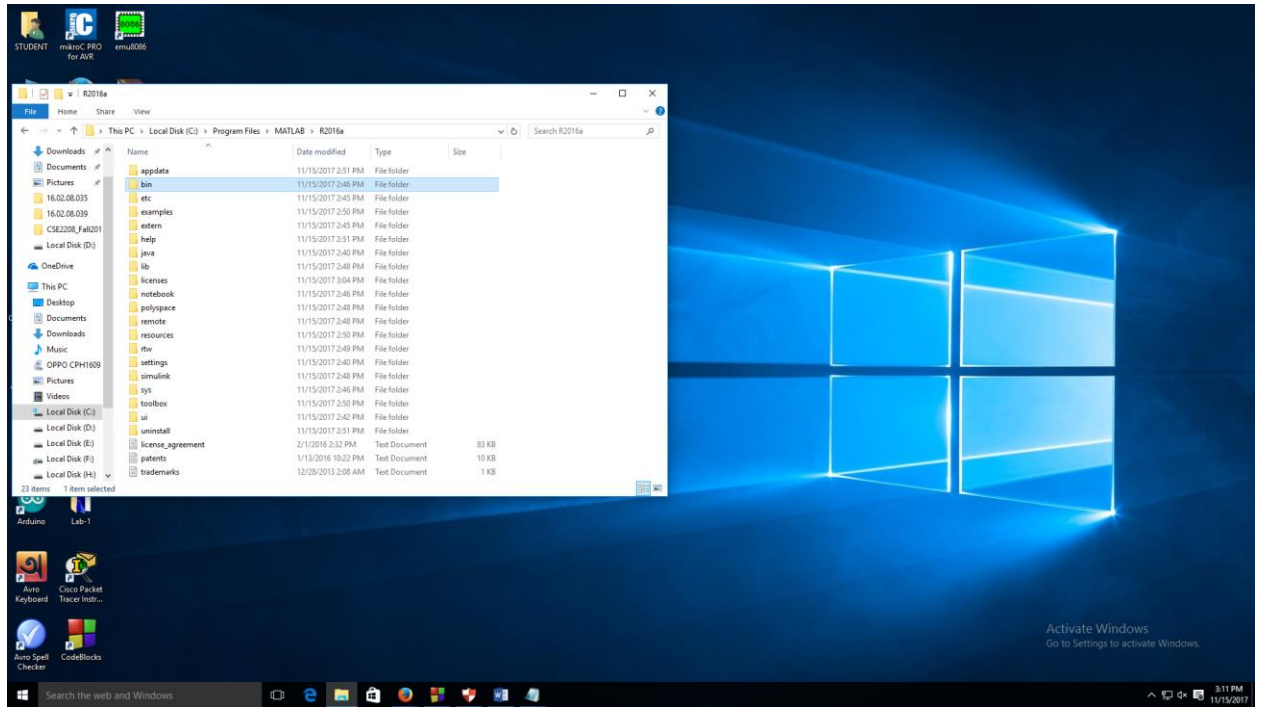 STUDENT
mikroC PRO for AVR
emu8086
R2016a
File Home Share View
This PC > Local Disk (C:) > Program Files > MATLAB > R2016a
Search R2016a
Downloads
Documents
Pictures
16.02.08.035
16.02.08.039
CSE2208_Fall201
Local Disk (D:)
OneDrive
This PC
Desktop
Documents
Downloads
Music
OPPO CPH1609
Pictures
Videos
Local Disk (C:)
Local Disk (D:)
Local Disk (E:)
Local Disk (F:)
Local Disk (H:)
Name Date modified Type Size
appdata 11/15/2017 2:51 PM File folder
bin 11/15/2017 2:46 PM File folder
etc 11/15/2017 2:45 PM File folder
examples 11/15/2017 2:50 PM File folder
extern 11/15/2017 2:45 PM File folder
help 11/15/2017 2:51 PM File folder
java 11/15/2017 2:40 PM File folder
lib 11/15/2017 2:48 PM File folder
licenses 11/15/2017 3:04 PM File folder
notebook 11/15/2017 2:46 PM File folder
polyspace 11/15/2017 2:48 PM File folder
remote 11/15/2017 2:48 PM File folder
resources 11/15/2017 2:50 PM File folder
rtw 11/15/2017 2:49 PM File folder
settings 11/15/2017 2:40 PM File folder
simulink 11/15/2017 2:48 PM File folder
sys 11/15/2017 2:46 PM File folder
toolbox 11/15/2017 2:50 PM File folder
ui 11/15/2017 2:42 PM File folder
uninstall 11/15/2017 2:51 PM File folder
license_agreement 2/1/2016 2:32 PM Text Document 83 KB
patents 1/13/2016 10:22 PM Text Document 10 KB
trademarks 12/28/2013 2:08 AM Text Document 1 KB
23 items 1 item selected
Arduino
Lab-1
Avro Keyboard
Cisco Packet Tracer Instr...
Avro Spell Checker
CodeBlocks
Activate Windows
Go to Settings to activate Windows.
Search the web and Windows
3:11 PM
11/15/2017